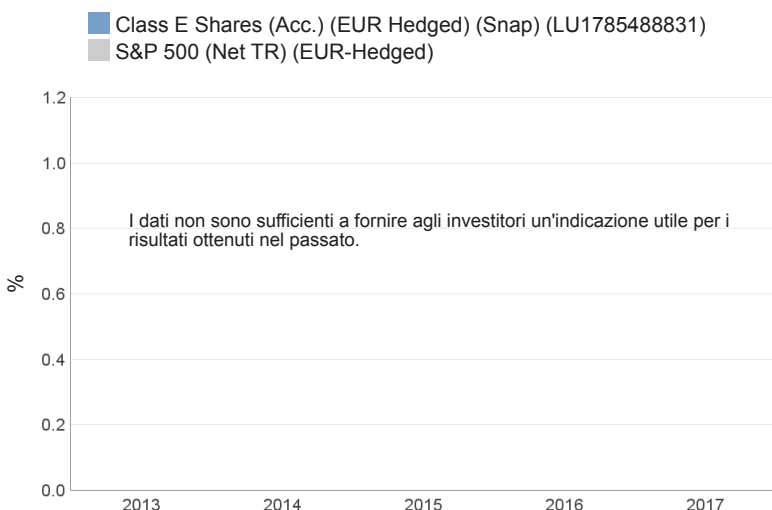 Class E Shares (Acc.) (EUR Hedged) (Snap) (LU1785488831)
S&P 500 (Net TR) (EUR-Hedged)
1.2
1.0
I dati non sono sufficienti a fornire agli investitori un'indicazione utile per i
0.8
risultati ottenuti nel passato.
%
0.6
0.4
0.2
0.0
2013 2014 2015 2016 2017